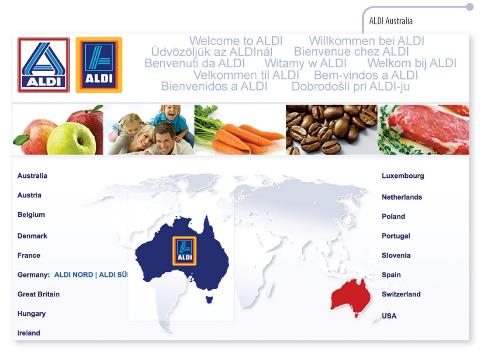 ALDI Australia
ALDI
ALDI
Welcome to ALDI Willkommen bei ALDI
Üdvözöljük az ALDInál Bienvenue chez ALDI
Benvenuti da ALDI Witamy w ALDI Welkom bij ALDI
Velkommen til ALDI Bem-vindos a ALDI
Bienvenidos a ALDI Dobrodošli pri ALDI-ju
Australia
Austria
Belgium
Denmark
France
Germany: ALDI NORD | ALDI SÜ
Great Britain
Hungary
Ireland
ALDI
Luxembourg
Netherlands
Poland
Portugal
Slovenia
Spain
Switzerland
USA